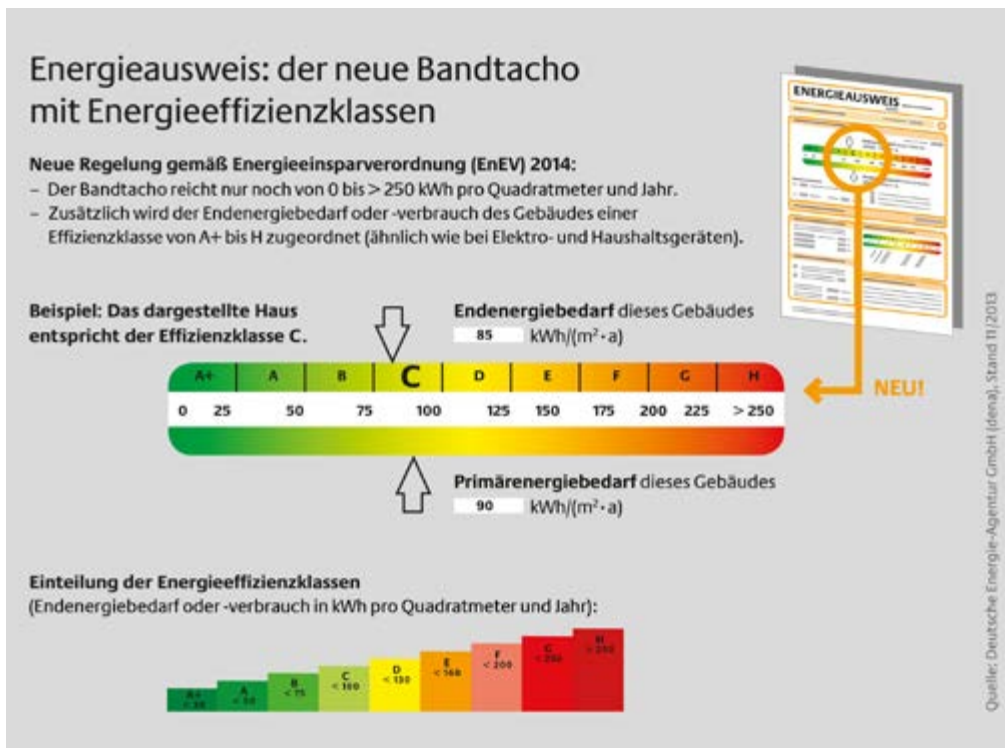 Energieausweis: der neue Bandtacho
mit Energieeffizienzklassen
ENERGIEAUSWEIS
Neue Regelung gemäß Energieeinsparverordnung (EnEV) 2014:
– Der Bandtacho reicht nur noch von 0 bis > 250 kWh pro Quadratmeter und Jahr.
– Zusätzlich wird der Endenergiebedarf oder -verbrauch des Gebäudes einer
Effizienzklasse von A+ bis H zugeordnet (ähnlich wie bei Elektro- und Haushaltsgeräten).
Beispiel: Das dargestellte Haus
entspricht der Effizienzklasse C.
Endenergiebedarf dieses Gebäudes
85 kWh/(m²·a)
A+ A B C D E F G H
NEU!
0 25 50 75 100 125 150 175 200 225 > 250
Primärenergiebedarf dieses Gebäudes
90 kWh/(m²·a)
Einteilung der Energieeffizienzklassen
(Endenergiebedarf oder -verbrauch in kWh pro Quadratmeter und Jahr):
A+ A B C D E F G H
< 75 < 100 < 130 < 160 < 200
Quelle: Deutsche Energie-Agentur GmbH (dena), Stand 11/2013